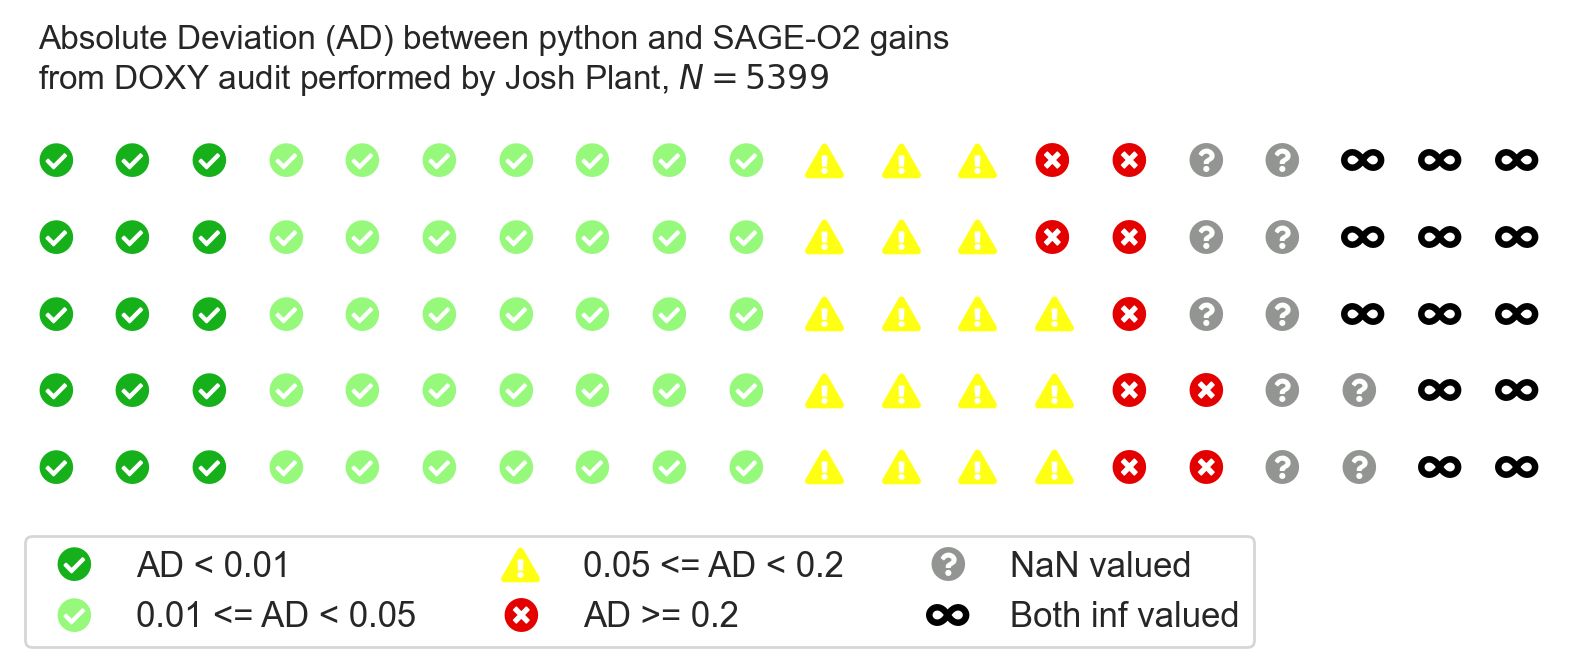 Absolute Deviation (AD) between python and SAGE-O2 gains
from DOXY audit performed by Josh Plant, N = 5399
AD < 0.01
0.01 <= AD < 0.05
0.05 <= AD < 0.2
AD >= 0.2
NaN valued
Both inf valued